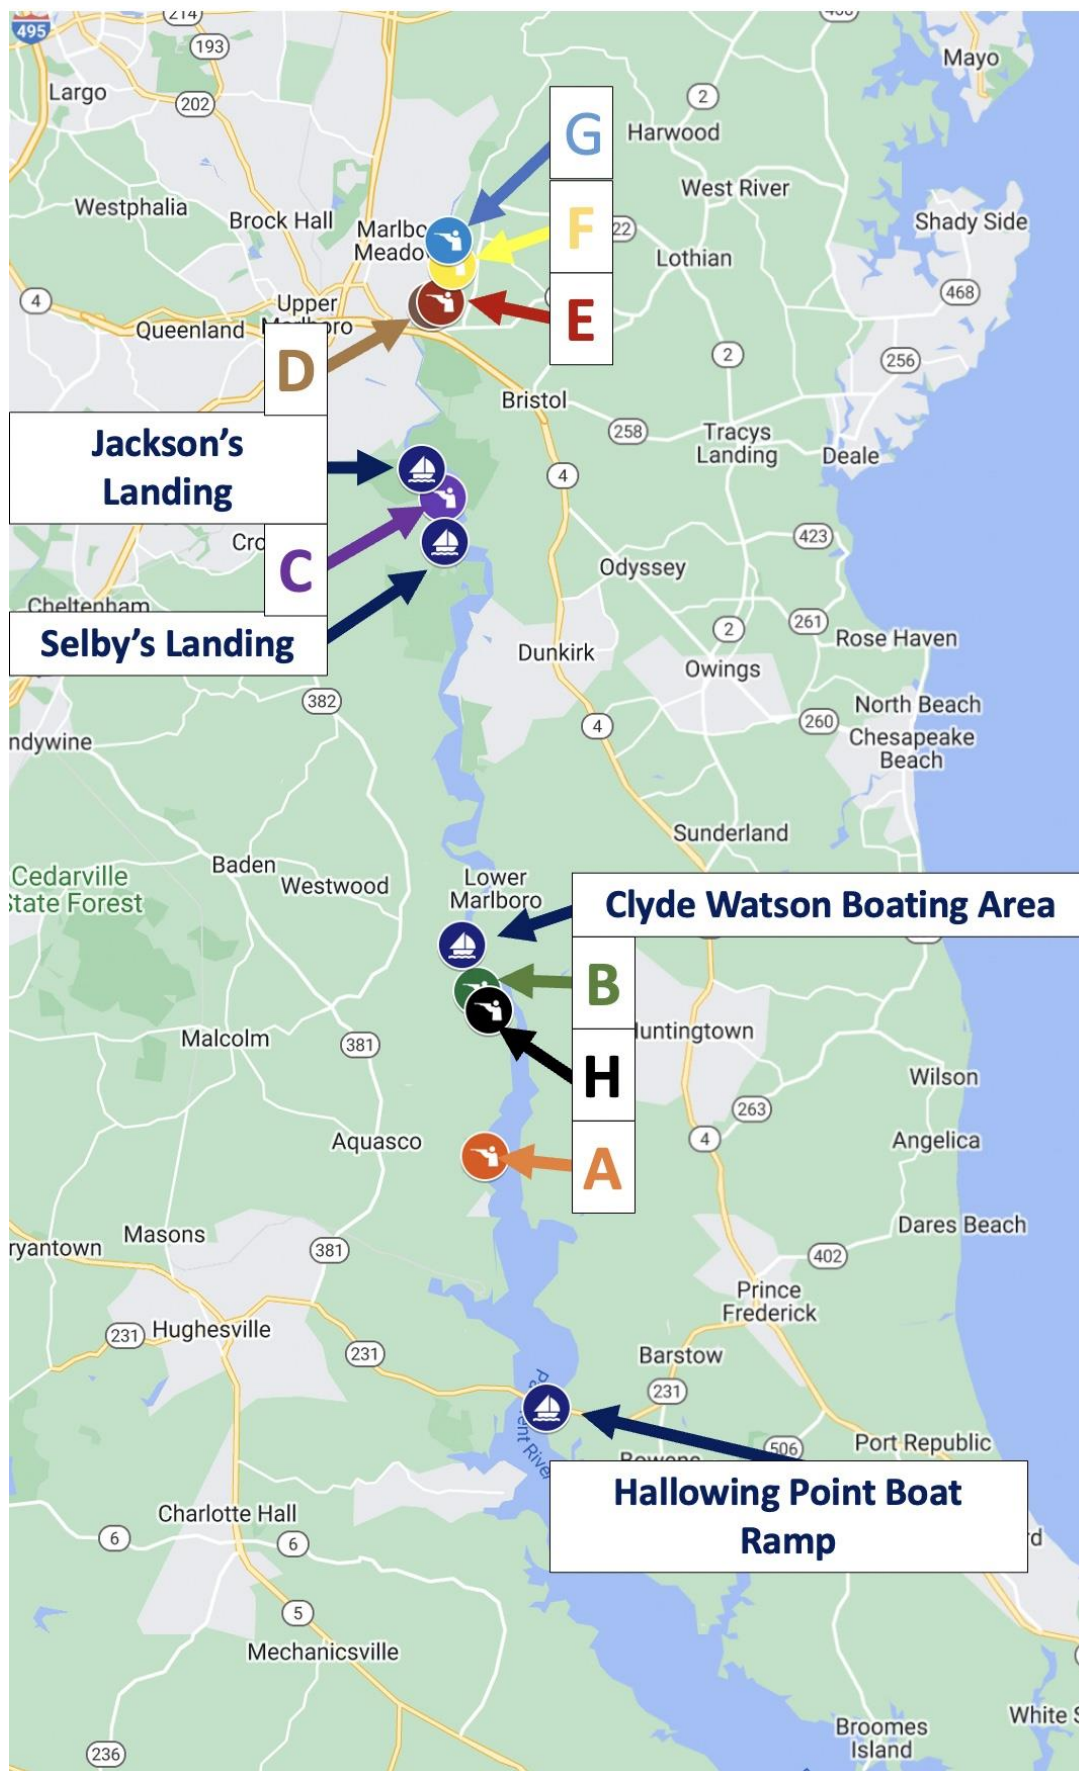 214
495
193
Mayo
Largo
202
2
G
Harwood
Westphalia
West River
Brock Hall
Shady Side
F
22
Lothian
4
Upper
468
E
Queenland
D
2
256
Bristol
Jackson's
Landing
258
Tracys
Landing
Deale
4
423
C
Odyssey
Cheltenham
Selby's Landing
261
2
Rose Haven
Dunkirk
Owings
382
North Beach
4
260
Chesapeake
Beach
Sunderland
Baden
Westwood
Lower
Marlboro
Cedarville
State Forest
Clyde Watson Boating Area
B
Malcolm
381
Huntingtown
H
Wilson
263
Aquasco
4
Angelica
A
Masons
Dares Beach
381
402
Prince
Frederick
231
Hughesville
231
Barstow
231
506
Port Republic
Hallowing Point Boat
Ramp
Charlotte Hall
6
6
5
Mechanicsville
White
Broomes
Island
236